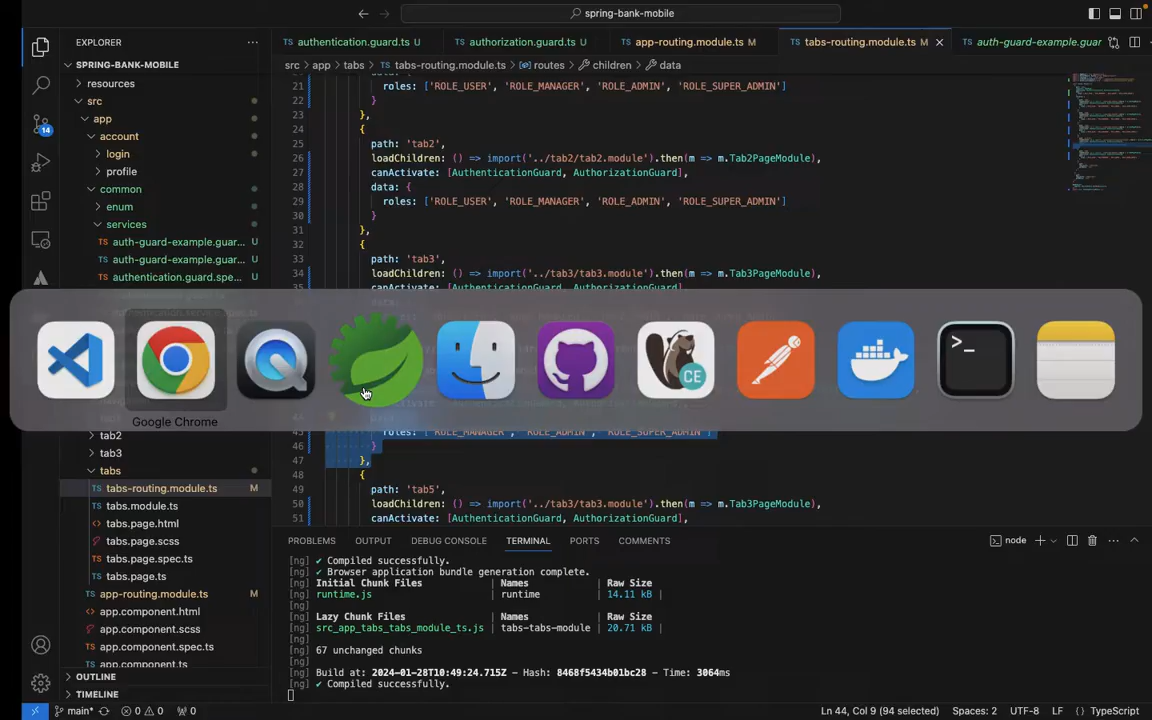 spring-bank-mobile
EXPLORER
authentication.guard.ts U
authorization.guard.ts U
app-routing.module.ts M
tabs-routing.module.ts M
auth-guard-example.guar
SPRING-BANK-MOBILE
src
app
tabs
tabs-routing.module.ts
routes
children
data
resources
src
app
account
login
profile
common
enum
services
auth-guard-example.guar... U
auth-guard-example.guar... U
authentication.guard.spe... U
14
21 roles: ['ROLE_USER', 'ROLE_MANAGER', 'ROLE_ADMIN', 'ROLE_SUPER_ADMIN']
22 }
23 },
24 {
25 path: 'tab2',
26 loadChildren: () => import('../tab2/tab2.module').then(m => m.Tab2PageModule),
27 canActivate: [AuthenticationGuard, AuthorizationGuard],
28 data: {
29 roles: ['ROLE_USER', 'ROLE_MANAGER', 'ROLE_ADMIN', 'ROLE_SUPER_ADMIN']
30 }
31 },
32 {
33 path: 'tab3',
34 loadChildren: () => import('../tab3/tab3.module').then(m => m.Tab3PageModule),
35 canActivate: [AuthenticationGuard, AuthorizationGuard],
CE
>_
Google Chrome
45 roles: ['ROLE_MANAGER', 'ROLE_ADMIN', 'ROLE_SUPER_ADMIN']
46 }
47 },
48 {
49 path: 'tab5',
50 loadChildren: () => import('../tab3/tab3.module').then(m => m.Tab3PageModule),
51 canActivate: [AuthenticationGuard, AuthorizationGuard],
tab2
tab3
tabs
tabs-routing.module.ts M
tabs.module.ts
tabs.page.html
tabs.page.scss
tabs.page.spec.ts
tabs.page.ts
app-routing.module.ts M
app.component.html
app.component.scss
app.component.spec.ts
app.component.ts
OUTLINE
TIMELINE
PROBLEMS OUTPUT DEBUG CONSOLE TERMINAL PORTS COMMENTS
node
[ng] ✔ Compiled successfully.
[ng] ✔ Browser application bundle generation complete.
[ng] Initial Chunk Files | Names | Raw Size
[ng] runtime.js | runtime | 14.11 kB |
[ng]
[ng] Lazy Chunk Files | Names | Raw Size
[ng] src_app_tabs_tabs_module_ts.js | tabs-tabs-module | 20.71 kB |
[ng]
[ng] 67 unchanged chunks
[ng]
[ng] Build at: 2024-01-28T10:49:24.715Z - Hash: 8468f5434b01bc28 - Time: 3064ms
[ng] ✔ Compiled successfully.
main* 0 0 0 Ln 44, Col 9 (94 selected) Spaces: 2 UTF-8 LF {} TypeScript